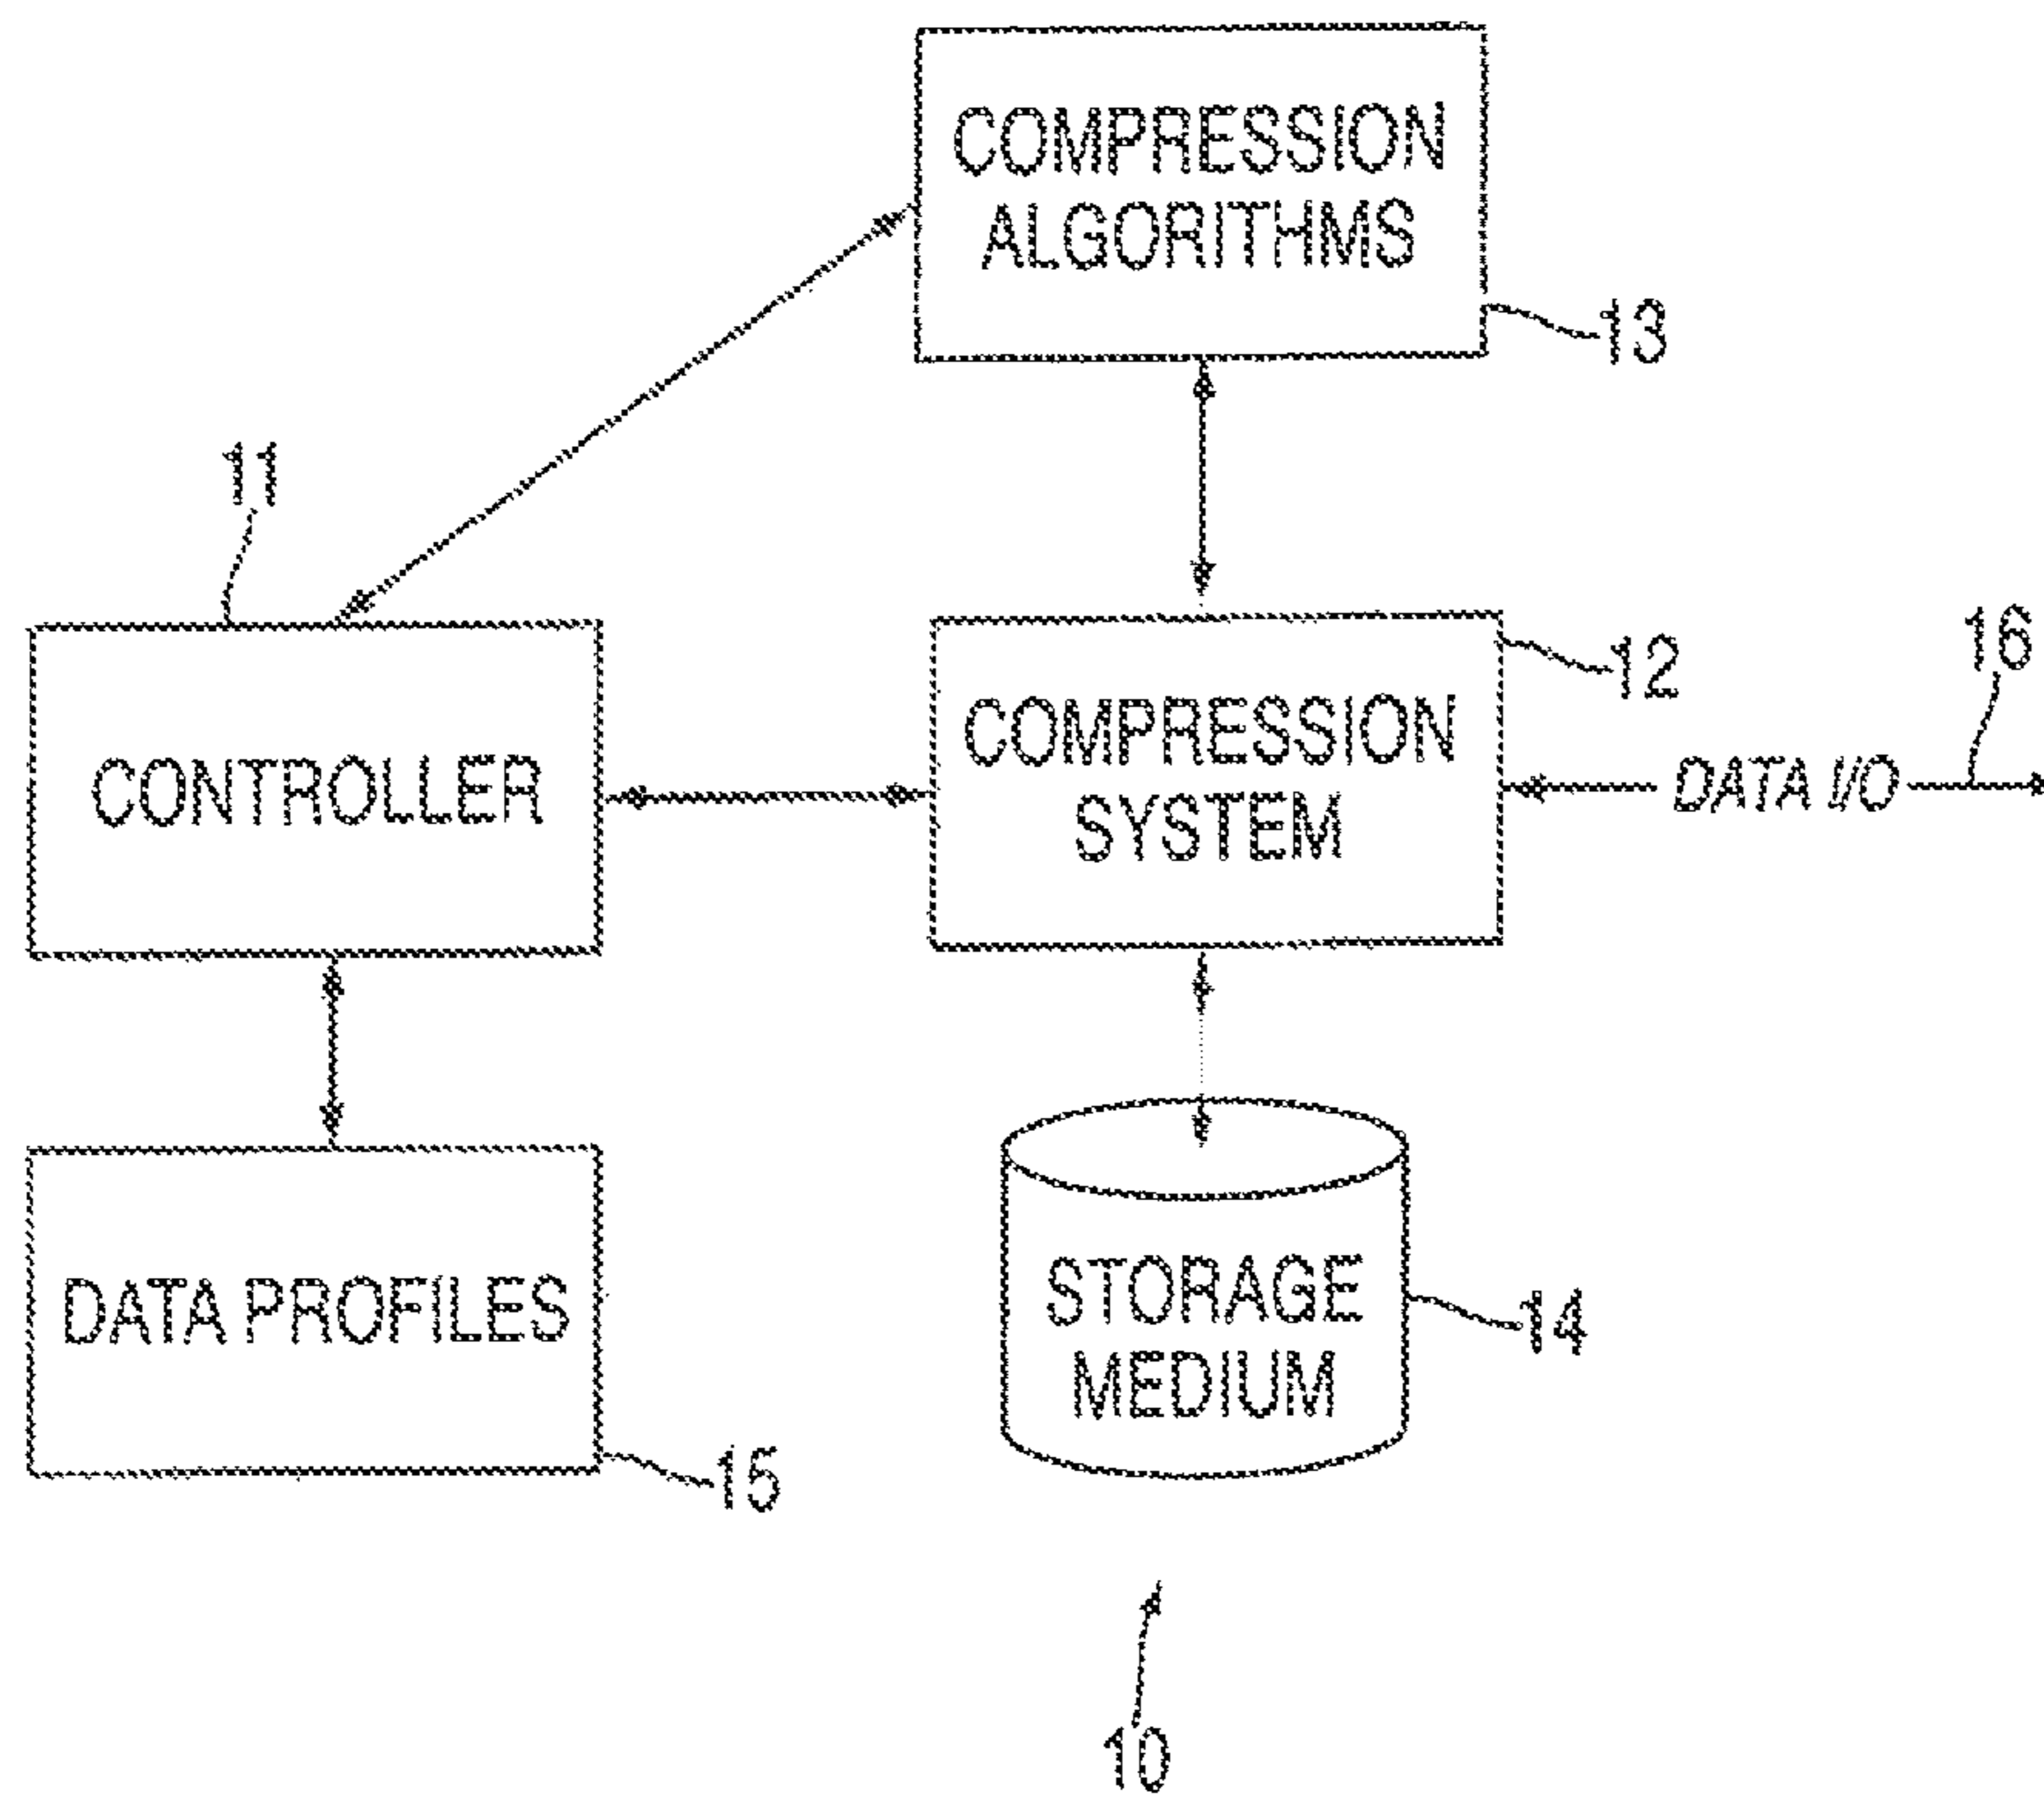 COMPRESSION
ALGORITHMS
13
11
CONTROLLER
COMPRESSION
SYSTEM
12
16
DATA I/O
DATA PROFILES
15
STORAGE
MEDIUM
14
10